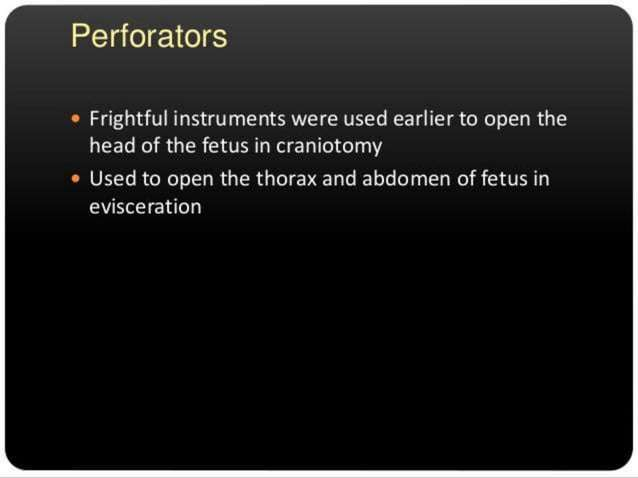 Perforators
• Frightful instruments were used earlier to open the
head of the fetus in craniotomy
• Used to open the thorax and abdomen of fetus in
evisceration